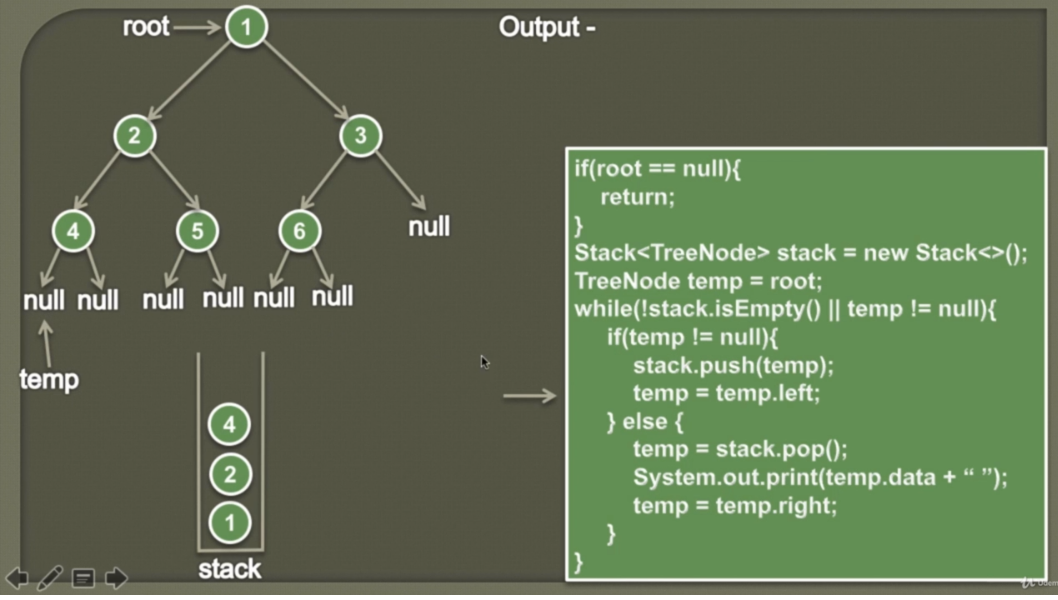 root
1
Output -
2
3
4
5
6
null
null null null null null null
temp
4
2
1
stack
if(root == null){
return;
}
Stack<TreeNode> stack = new Stack<>();
TreeNode temp = root;
while(!stack.isEmpty() || temp != null){
if(temp != null){
stack.push(temp);
temp = temp.left;
} else {
temp = stack.pop();
System.out.print(temp.data + “ ”);
temp = temp.right;
}
}